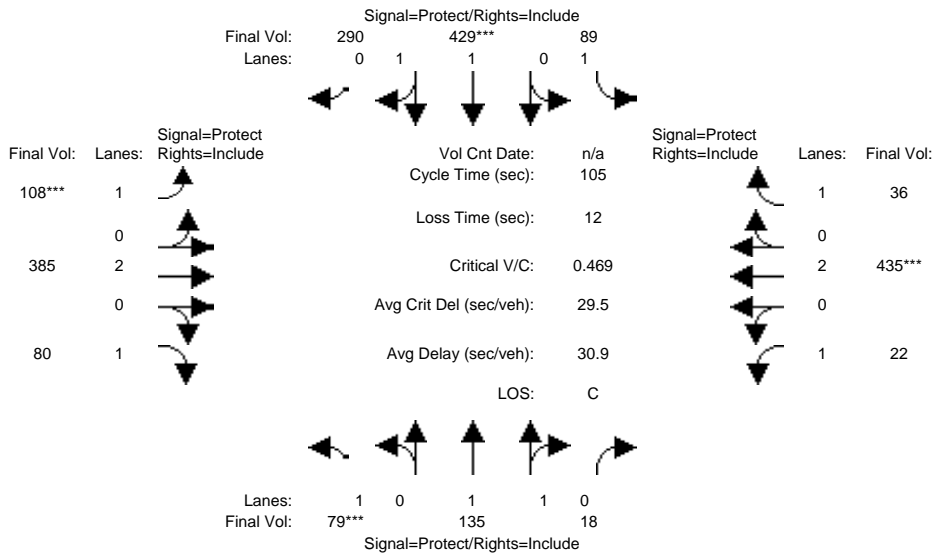 Signal=Protect/Rights=Include
Final Vol: 290 429*** 89
Lanes: 0 1 1 0 1
Signal=Protect
Final Vol: Lanes: Rights=Include
Vol Cnt Date: n/a
Signal=Protect
Rights=Include Lanes: Final Vol:
Cycle Time (sec): 105
108*** 1
1 36
Loss Time (sec): 12
0
0
385 2
Critical V/C: 0.469
2 435***
0
Avg Crit Del (sec/veh): 29.5
0
80 1
Avg Delay (sec/veh): 30.9
1 22
LOS: C
Lanes: 1 0 1 1 0
Final Vol: 79*** 135 18
Signal=Protect/Rights=Include